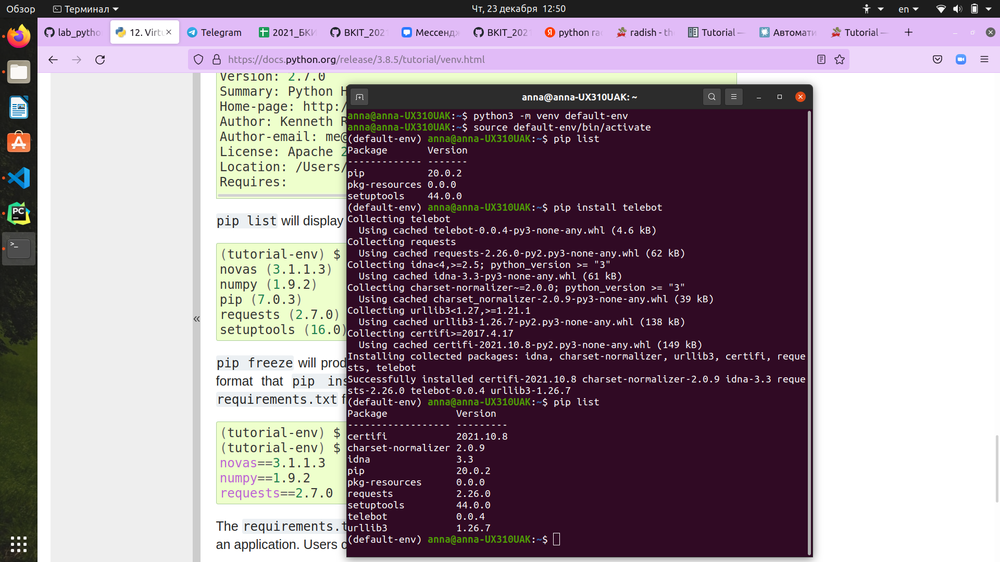 Обзор
Терминал
Чт, 23 декабря 12:50
en
lab_pytho
12. Virtu
Telegram
2021_БКИ
BKIT_2021
Мессендж
BKIT_2021
python ra
radish - th
Tutorial —
Автомати
Tutorial —
https://docs.python.org/release/3.8.5/tutorial/venv.html
Version: 2.7.0
Summary: Python H
Home-page: http:/
Author: Kenneth R
Author-email: me@
License: Apache 2
Location: /Users/
Requires:
pip list will display
(tutorial-env) $
novas (3.1.1.3)
numpy (1.9.2)
pip (7.0.3)
requests (2.7.0)
setuptools (16.0)
«
pip freeze will prod
format that pip ins
requirements.txt f
(tutorial-env) $
(tutorial-env) $
novas==3.1.1.3
numpy==1.9.2
requests==2.7.0
The requirements.t
an application. Users c
PC
>_
anna@anna-UX310UAK: ~
anna@anna-UX310UAK:~$ python3 -m venv default-env
anna@anna-UX310UAK:~$ source default-env/bin/activate
(default-env) anna@anna-UX310UAK:~$ pip list
Package       Version
------------- -------
pip           20.0.2
pkg-resources 0.0.0
setuptools    44.0.0
(default-env) anna@anna-UX310UAK:~$ pip install telebot
Collecting telebot
  Using cached telebot-0.0.4-py3-none-any.whl (4.6 kB)
Collecting requests
  Using cached requests-2.26.0-py2.py3-none-any.whl (62 kB)
Collecting idna<4,>=2.5; python_version >= "3"
  Using cached idna-3.3-py3-none-any.whl (61 kB)
Collecting charset-normalizer~=2.0.0; python_version >= "3"
  Using cached charset_normalizer-2.0.9-py3-none-any.whl (39 kB)
Collecting urllib3<1.27,>=1.21.1
  Using cached urllib3-1.26.7-py2.py3-none-any.whl (138 kB)
Collecting certifi>=2017.4.17
  Using cached certifi-2021.10.8-py2.py3-none-any.whl (149 kB)
Installing collected packages: idna, charset-normalizer, urllib3, certifi, reque
sts, telebot
Successfully installed certifi-2021.10.8 charset-normalizer-2.0.9 idna-3.3 reque
sts-2.26.0 telebot-0.0.4 urllib3-1.26.7
(default-env) anna@anna-UX310UAK:~$ pip list
Package            Version
------------------ ---------
certifi            2021.10.8
charset-normalizer 2.0.9
idna               3.3
pip                20.0.2
pkg-resources      0.0.0
requests           2.26.0
setuptools         44.0.0
telebot            0.0.4
urllib3            1.26.7
(default-env) anna@anna-UX310UAK:~$